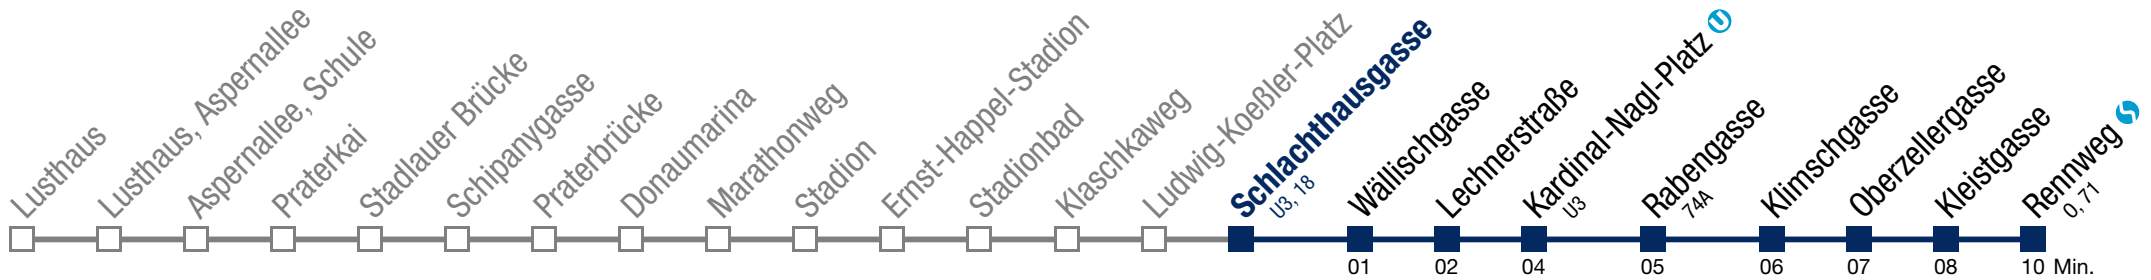 Lusthaus
Lusthaus, Aspernallee
Aspernallee, Schule
Praterkai
Stadlauer Brücke
Schipanygasse
Praterbrücke
Donaumarina
Marathonweg
Stadion
Ernst-Happel-Stadion
Stadionbad
Klaschkaweg
Ludwig-Koeßler-Platz
Schlachthausgasse
U3, 18
Wällischgasse
Lechnerstraße
Kardinal-Nagl-Platz U
U3
Rabengasse
74A
Klimschgasse
Oberzellergasse
Kleistgasse
Rennweg S
0, 71
01 02 04 05 06 07 08 10 Min.